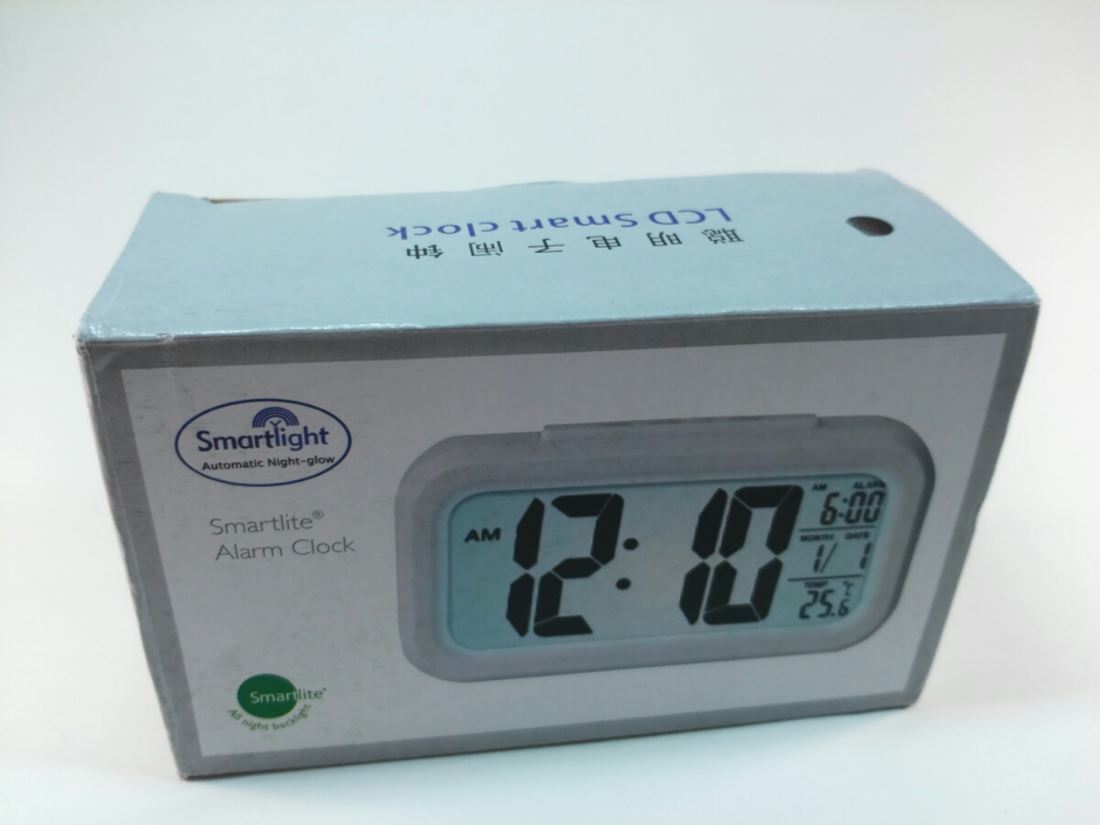 LCD Smart clock
聪明电子闹钟
Smartlight
Automatic Night-glow
Smartlite®
Alarm Clock
AM 12:10
AM ALARM
6:00
MONTH DATE
1/ 1
TEMP °C
25.6
Smartlite®
All night backlight